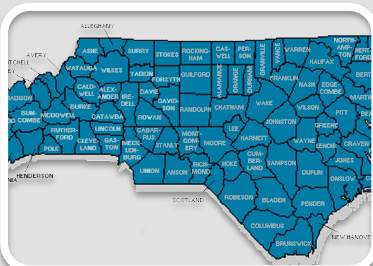 ALLEGHANY
NORTH-
AMP-
TON
ASHE
SURRY
STOKES
ROCKING-
HAM
CAS-
WELL
PER-
SON
GRANVILLE
VANCE
WARREN
HALIFAX
AVERY
WATAUGA
WILKES
YADKIN
FORSYTH
GUILFORD
ALAMANCE
ORANGE
DURHAM
FRANKLIN
NASH
EDGE-
COMBE
CALD-
WELL
ALEX-
ANDER
IRE-
DELL
DAVIE
DAVID-
SON
RANDOLPH
CHATHAM
WAKE
WILSON
PITT
BUN-
COMBE
MCDOWELL
BURKE
CATAWBA
ROWAN
JOHNSTON
GREENE
RUTHER-
FORD
LINCOLN
CABAR-
RUS
MONT-
GOM-
ERY
MOORE
LEE
HARNETT
WAYNE
LENOIR
CRAVEN
POLK
CLEVE-
LAND
GAS-
TON
MECK-
LEN-
BURG
STANLY
CUM-
BER-
LAND
SAMPSON
JONES
HENDERSON
UNION
ANSON
RICH-
MOND
HOKE
DUPLIN
ONSLOW
SCOTLAND
ROBESON
BLADEN
PENDER
COLUMBUS
NEW HANOVE
BRUNSWICK